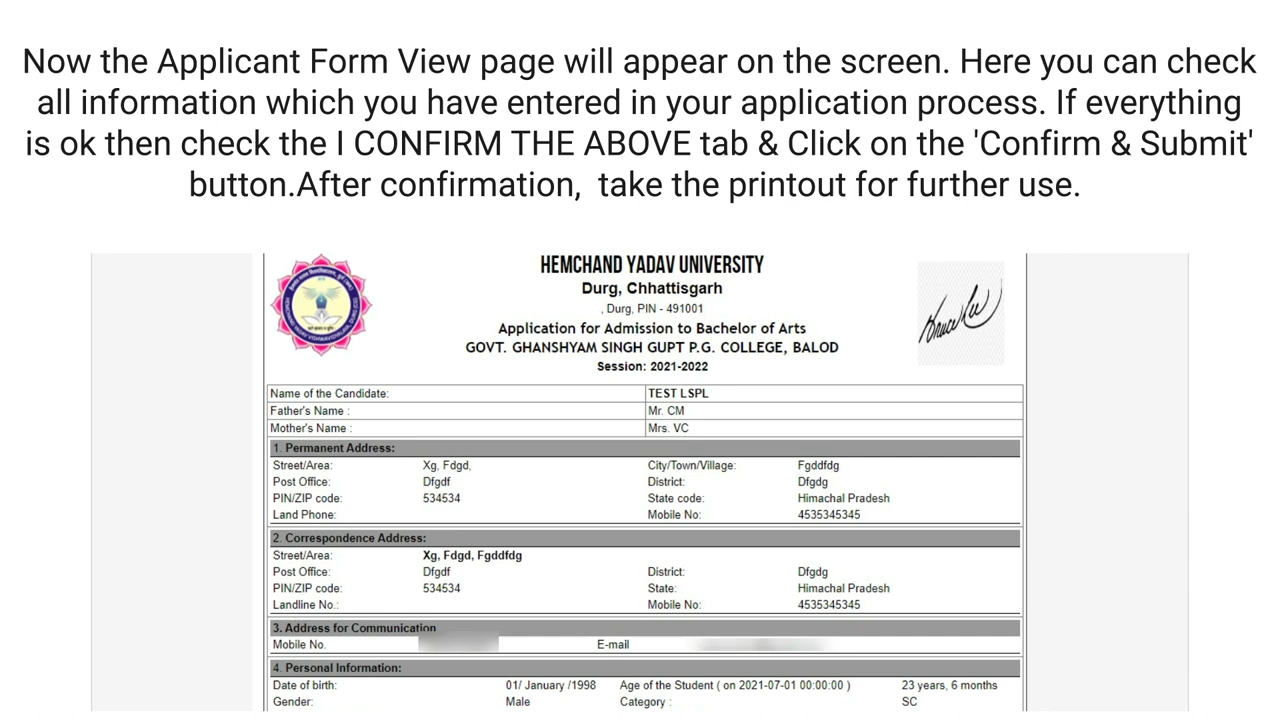 Now the Applicant Form View page will appear on the screen. Here you can check
all information which you have entered in your application process. If everything
is ok then check the I CONFIRM THE ABOVE tab & Click on the 'Confirm & Submit'
button.After confirmation,  take the printout for further use.
HEMCHAND YADAV UNIVERSITY
Durg, Chhattisgarh
, Durg, PIN - 491001
Application for Admission to Bachelor of Arts
GOVT. GHANSHYAM SINGH GUPT P.G. COLLEGE, BALOD
Session: 2021-2022
Name of the Candidate: TEST LSPL
Father's Name : Mr. CM
Mother's Name : Mrs. VC
1. Permanent Address:
Street/Area: Xg, Fdgd, City/Town/Village: Fgddfdg
Post Office: Dfgdf District: Dfgdg
PIN/ZIP code: 534534 State code: Himachal Pradesh
Land Phone: Mobile No: 4535345345
2. Correspondence Address:
Street/Area: Xg, Fdgd, Fgddfdg
Post Office: Dfgdf District: Dfgdg
PIN/ZIP code: 534534 State: Himachal Pradesh
Landline No.: Mobile No: 4535345345
3. Address for Communication
Mobile No. E-mail
4. Personal Information:
Date of birth: 01/ January /1998 Age of the Student ( on 2021-07-01 00:00:00 ) 23 years, 6 months
Gender: Male Category : SC